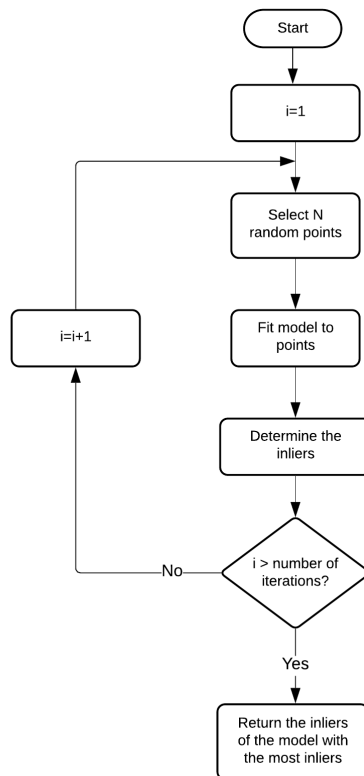 Start
i=1
Select N
random points
Fit model to
points
i=i+1
Determine the
inliers
i > number of
iterations?
No
Yes
Return the inliers
of the model with
the most inliers